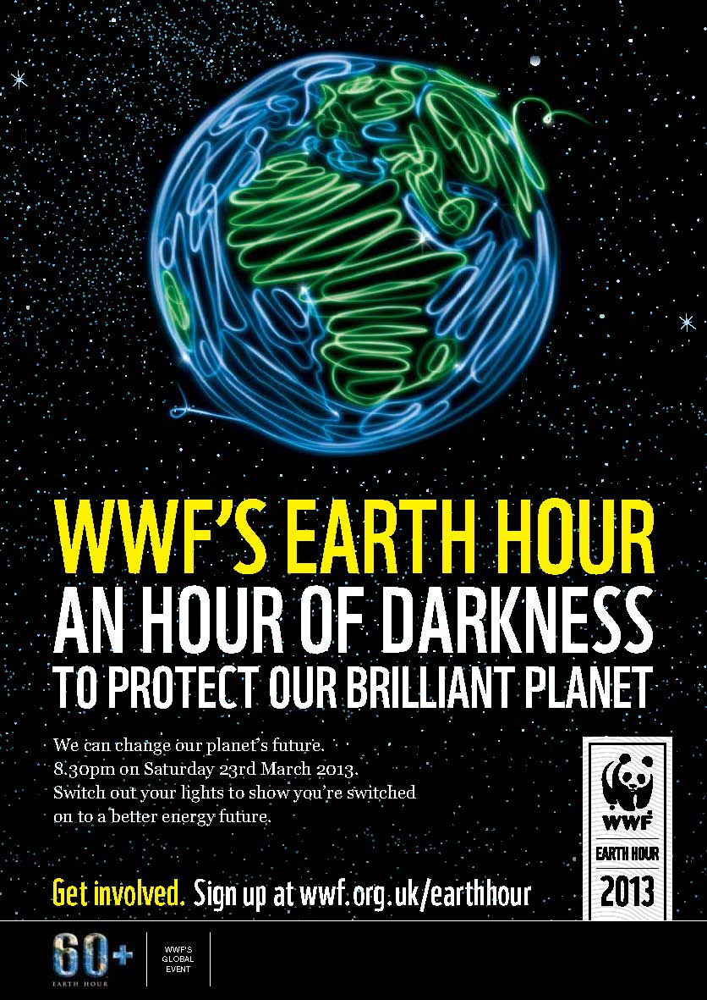 WWF'S EARTH HOUR
AN HOUR OF DARKNESS
TO PROTECT OUR BRILLIANT PLANET
We can change our planet's future.
8.30pm on Saturday 23rd March 2013.
Switch out your lights to show you're switched
on to a better energy future.
Get involved. Sign up at wwf.org.uk/earthhour
WWF
EARTH HOUR
2013
60+
EARTH HOUR
WWF'S
GLOBAL
EVENT